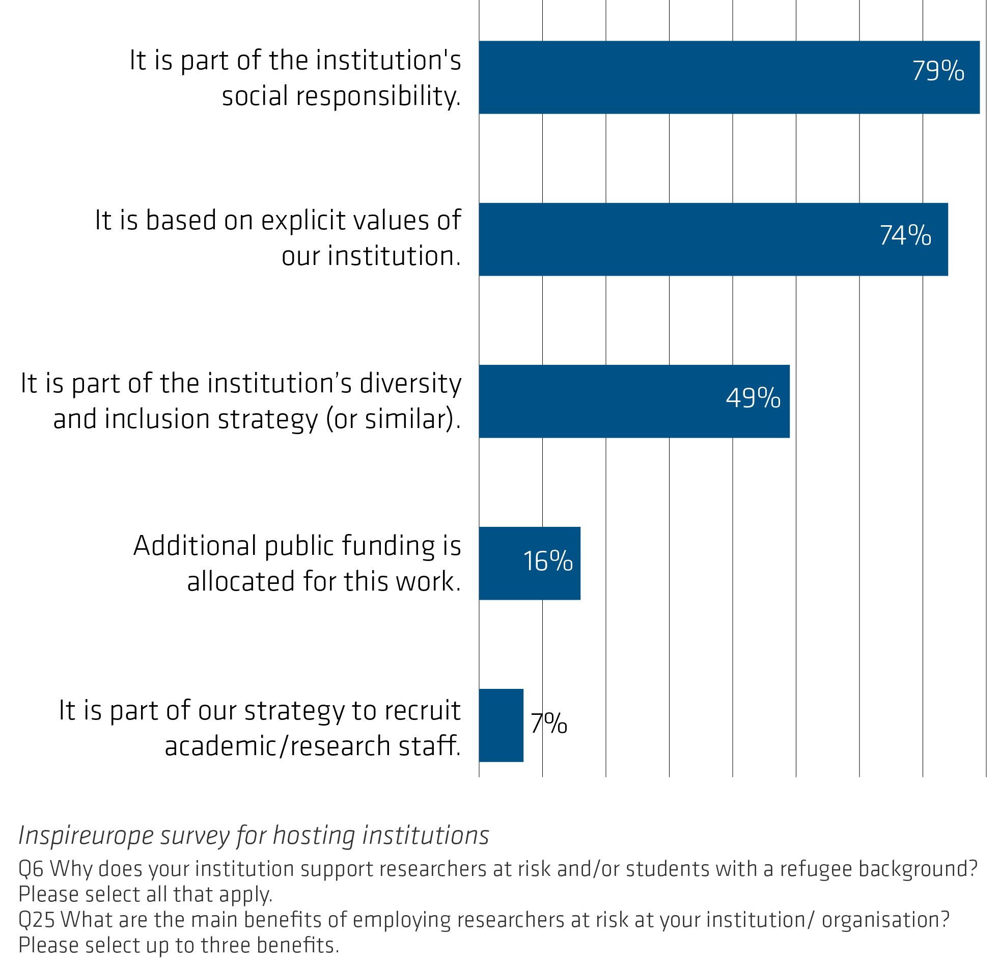 It is part of the institution's
social responsibility.
79%
It is based on explicit values of
our institution.
74%
It is part of the institution’s diversity
and inclusion strategy (or similar).
49%
Additional public funding is
allocated for this work.
16%
It is part of our strategy to recruit
academic/research staff.
7%
Inspireurope survey for hosting institutions
Q6 Why does your institution support researchers at risk and/or students with a refugee background?
Please select all that apply.
Q25 What are the main benefits of employing researchers at risk at your institution/ organisation?
Please select up to three benefits.